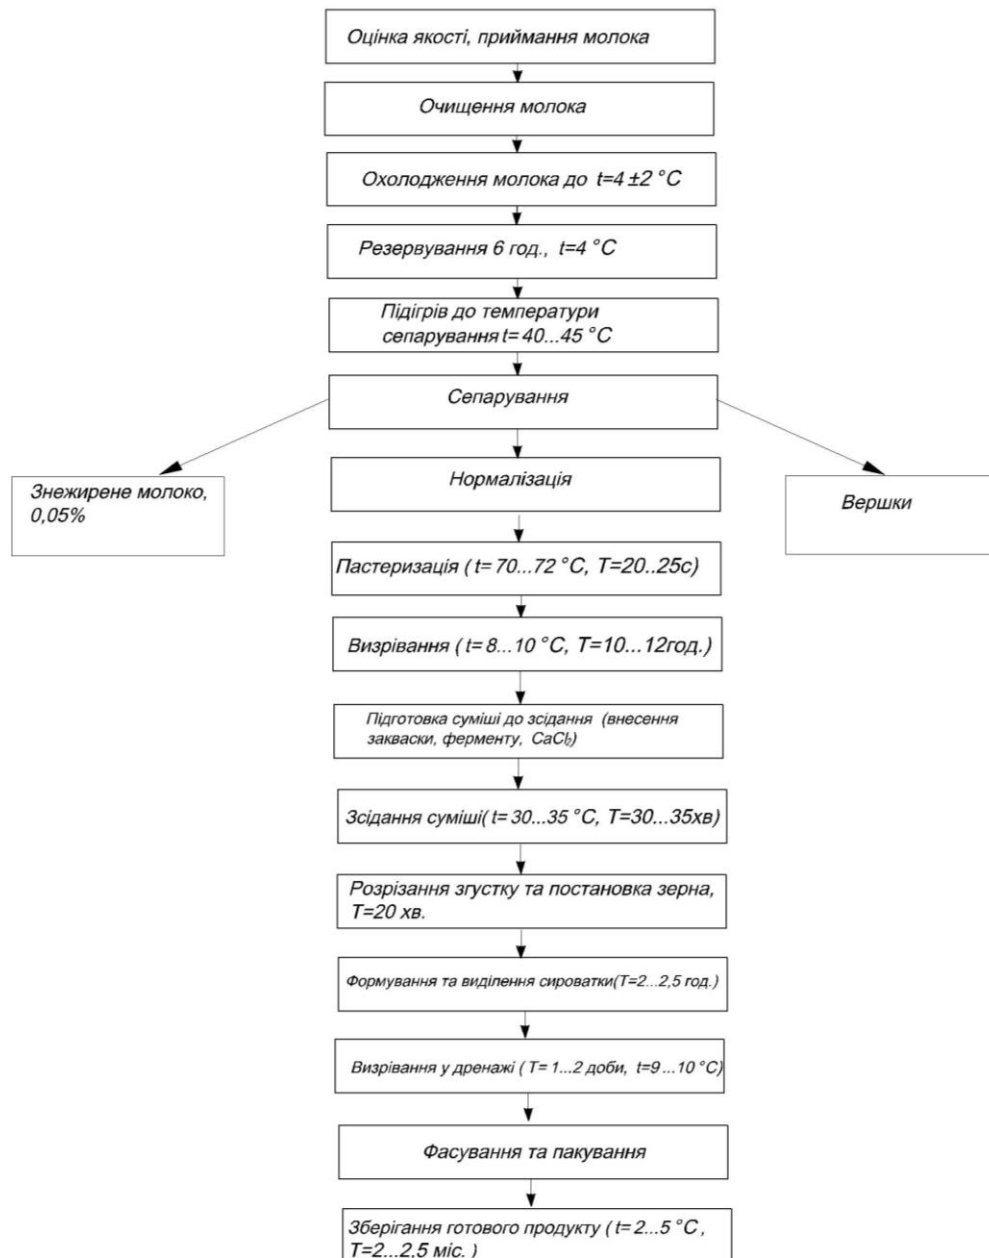 Оцінка якості, приймання молока
Очищення молока
Охолодження молока до t=4 ±2 °C
Резервування 6 год., t=4 °C
Підігрів до температури
сепарування t= 40...45 °C
Сепарування
Нормалізація
Знежирене молоко,
0,05%
Вершки
Пастеризація ( t= 70...72 °C, T=20..25с)
Визрівання ( t= 8...10 °C, T=10...12год.)
Підготовка суміші до зсідання (внесення
закваски, ферменту, CaCl₂)
Зсідання суміші( t= 30...35 °C, T=30...35хв)
Розрізання згустку та постановка зерна,
T=20 хв.
Формування та виділення сироватки(T=2...2,5 год.)
Визрівання у дренажі ( T= 1...2 доби, t=9 ...10 °C)
Фасування та пакування
Зберігання готового продукту ( t= 2...5 °C ,
T=2...2,5 міс. )